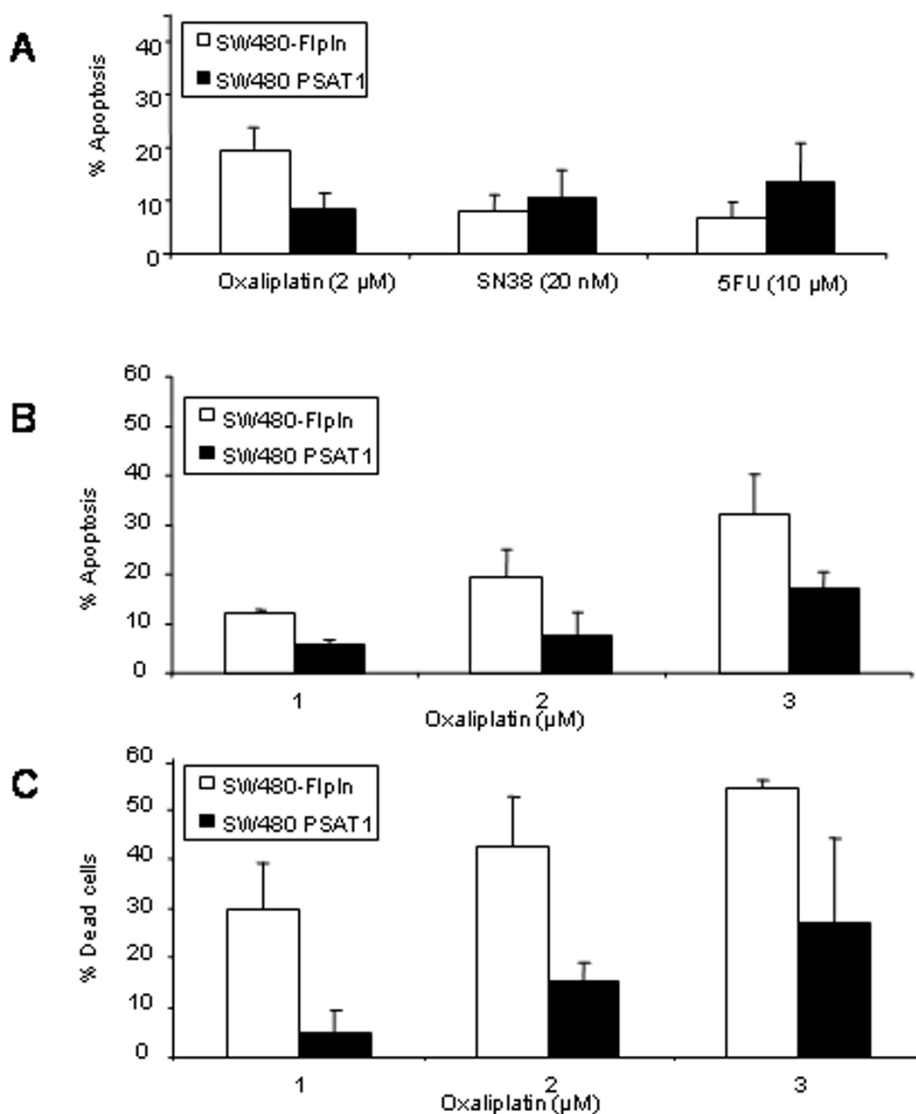 A
SW480-FlpIn
SW480 PSAT1
% Apoptosis
40
30
20
10
0
Oxaliplatin (2 µM)
SN38 (20 nM)
5FU (10 µM)
B
SW480-FlpIn
SW480 PSAT1
% Apoptosis
60
50
40
30
20
10
0
1
2
3
Oxaliplatin (µM)
C
SW480-FlpIn
SW480 PSAT1
% Dead cells
60
50
40
30
20
10
0
1
2
3
Oxaliplatin (µM)